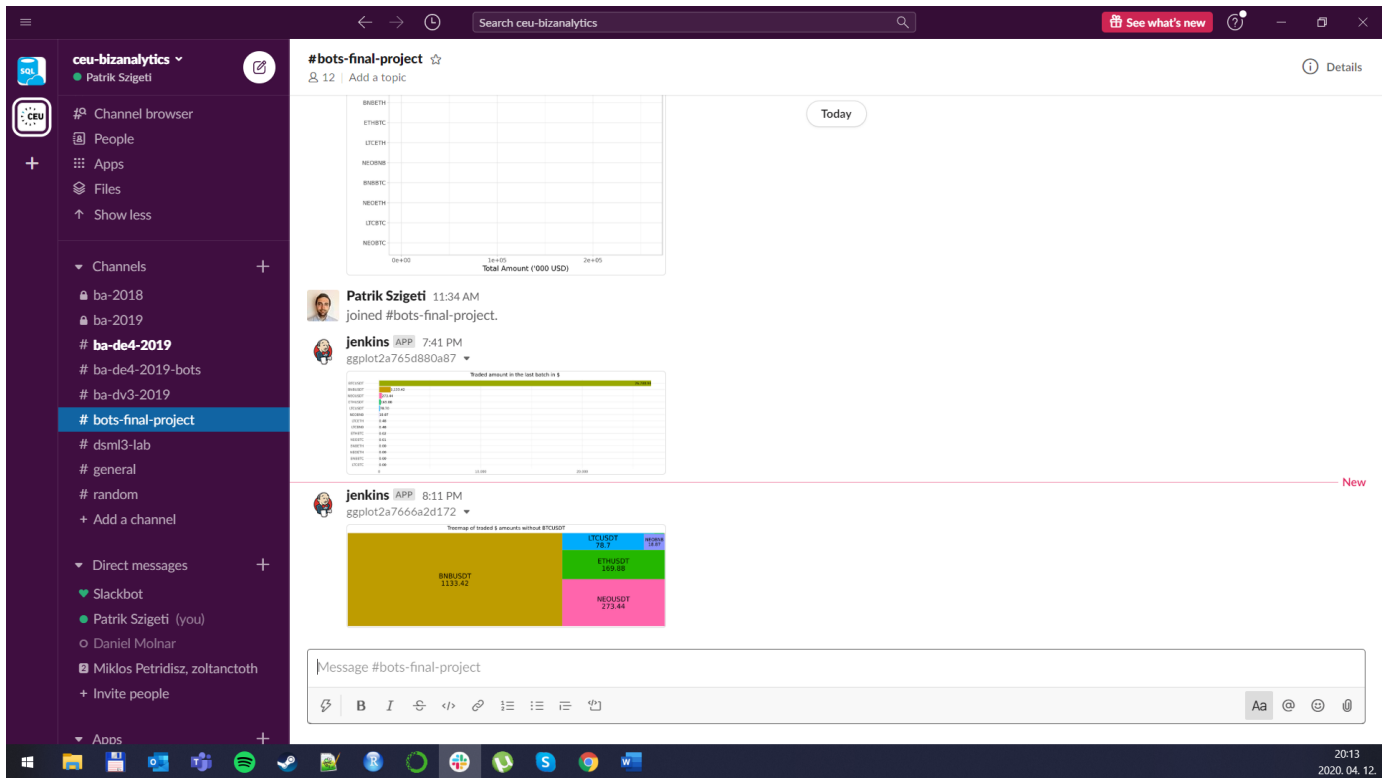 Search ceu-bizanalytics
See what's new
SQL
ceu-bizanalytics
Patrik Szigeti
CEU
Channel browser
People
Apps
Files
Show less
Channels
ba-2018
ba-2019
# ba-de4-2019
# ba-de4-2019-bots
# ba-dv3-2019
# bots-final-project
# dsml3-lab
# general
# random
+ Add a channel
Direct messages
Slackbot
Patrik Szigeti (you)
Daniel Molnar
2 Miklos Petridisz, zoltanctoth
+ Invite people
Apps
#bots-final-project
12 Add a topic
Details
Today
BNBETH
ETHBTC
LTCETH
NEOBNB
BNBBTC
NEOETH
LTCBTC
NEOBTC
0e+00 1e+05 2e+05
Total Amount ('000 USD)
Patrik Szigeti 11:34 AM
joined #bots-final-project.
jenkins APP 7:41 PM
ggplot2a765d880a87
Traded amount in the last batch in $
New
jenkins APP 8:11 PM
ggplot2a7666a2d172
Treemap of traded $ amounts without BTCUSDT
BNBUSDT
1133.42
LTCUSDT
78.7
NEOBNB
18.87
ETHUSDT
169.88
NEOUSDT
273.44
Message #bots-final-project
B I S </> Aa @
20:13
2020. 04. 12.